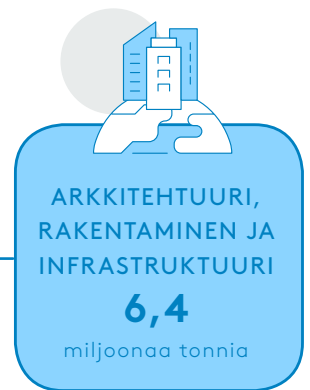 ARKKITEHTUURI,
RAKENTAMINEN JA
INFRASTRUKTUURI
6,4
miljoonaa tonnia